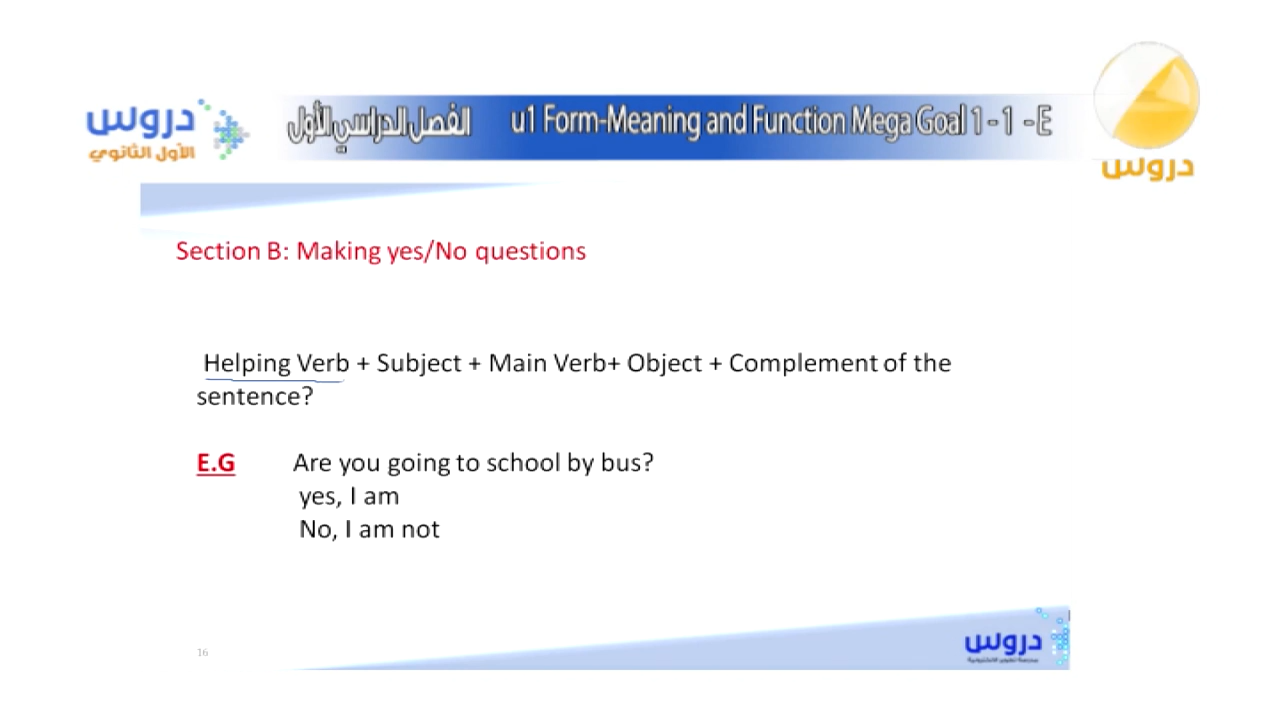 دروس
الأول الثانوي
الفصل الدراسي الأول
u1 Form-Meaning and Function Mega Goal 1 - 1 - E
دروس
Section B: Making yes/No questions
Helping Verb + Subject + Main Verb+ Object + Complement of the
sentence?
E.G Are you going to school by bus?
yes, I am
No, I am not
دروس
16